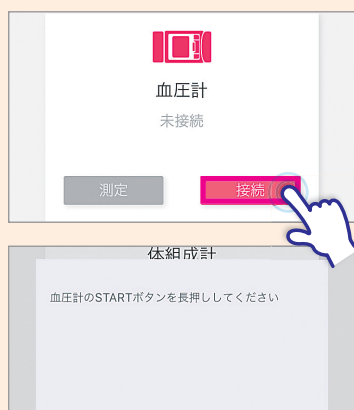 血圧計
未接続
測定
接続
体組成計
血圧計のSTARTボタンを長押ししてください